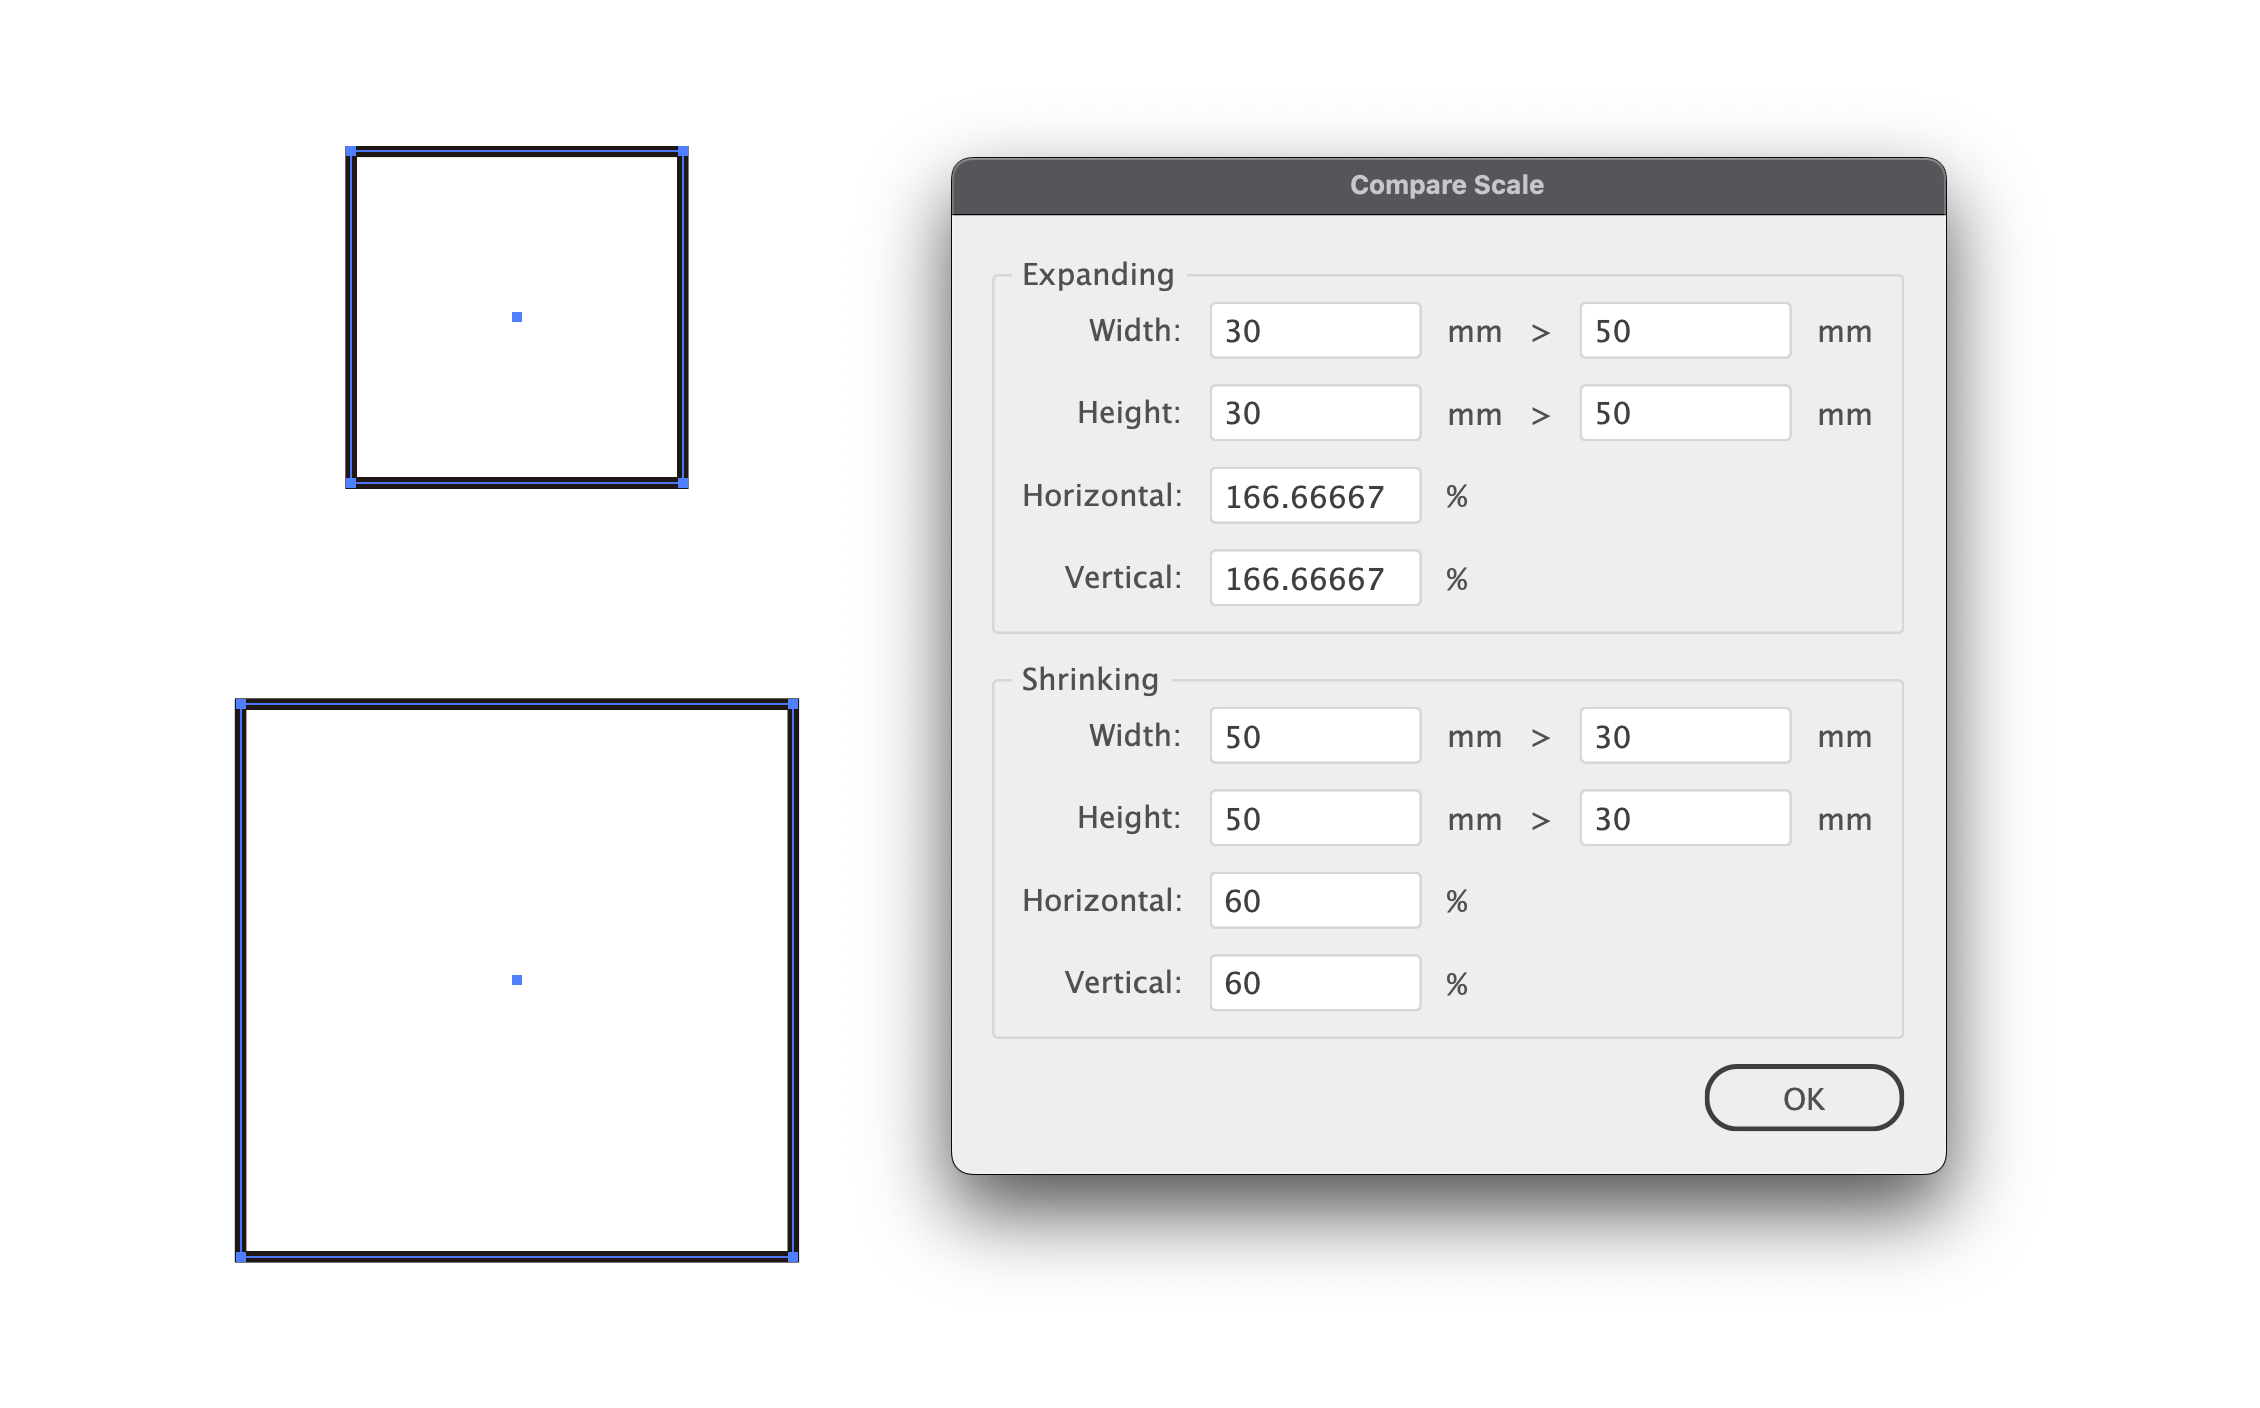 Compare Scale
Expanding
Width: 30 mm > 50 mm
Height: 30 mm > 50 mm
Horizontal: 166.66667 %
Vertical: 166.66667 %
Shrinking
Width: 50 mm > 30 mm
Height: 50 mm > 30 mm
Horizontal: 60 %
Vertical: 60 %
OK